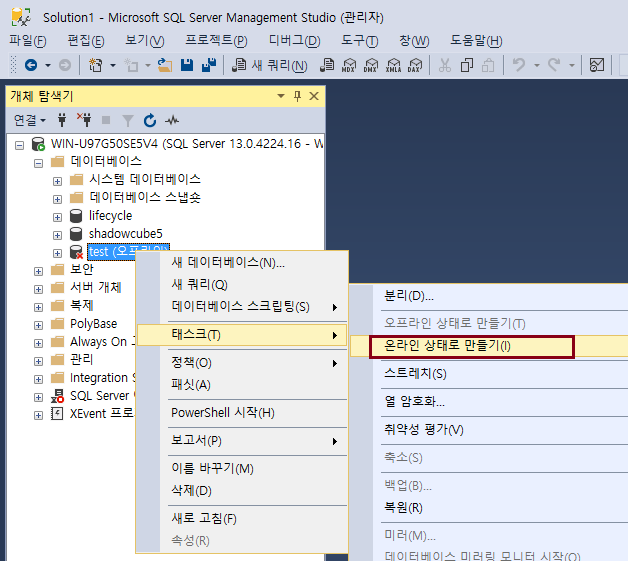 Solution1 - Microsoft SQL Server Management Studio (관리자)
파일(F) 편집(E) 보기(V) 프로젝트(P) 디버그(D) 도구(T) 창(W) 도움말(H)
새 쿼리(N) MDX DMX XMLA DAX
개체 탐색기
연결
WIN-U97G50SE5V4 (SQL Server 13.0.4224.16 - W
데이터베이스
시스템 데이터베이스
데이터베이스 스냅숏
lifecycle
shadowcube5
test (오프라인)
보안
서버 개체
복제
PolyBase
Always On
관리
Integration S
SQL Server
XEvent 프로
새 데이터베이스(N)...
새 쿼리(Q)
데이터베이스 스크립팅(S)
태스크(T)
정책(O)
패싯(A)
PowerShell 시작(H)
보고서(P)
이름 바꾸기(M)
삭제(D)
새로 고침(F)
속성(R)
분리(D)...
오프라인 상태로 만들기(T)
온라인 상태로 만들기(I)
스트레치(S)
열 암호화...
취약성 평가(V)
축소(S)
백업(B)...
복원(R)
미러(M)...
데이터베이스 미러링 모니터 시작(O)